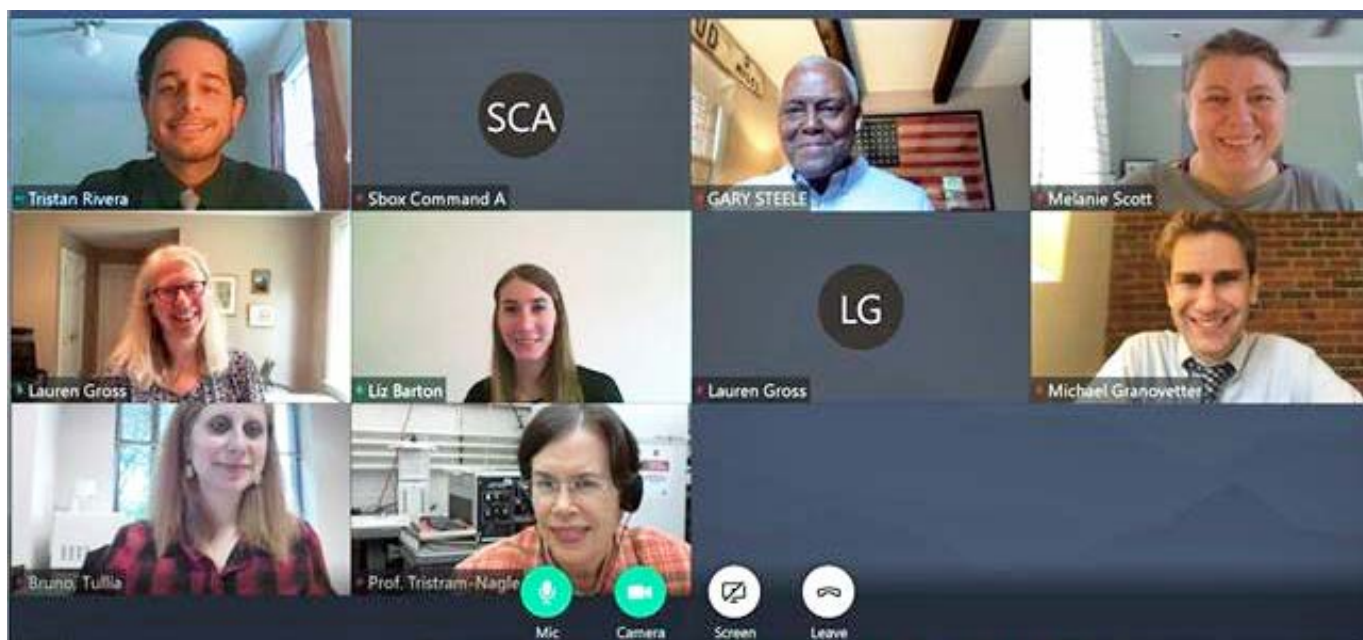 SCA
Tristan Rivera
Sbox Command A
GARY STEELE
Melanie Scott
LG
Lauren Gross
Liz Barton
Lauren Gross
Michael Granovetter
Bruno, Tullia
Prof. Tristram-Nagle
Mic
Camera
Screen
Leave